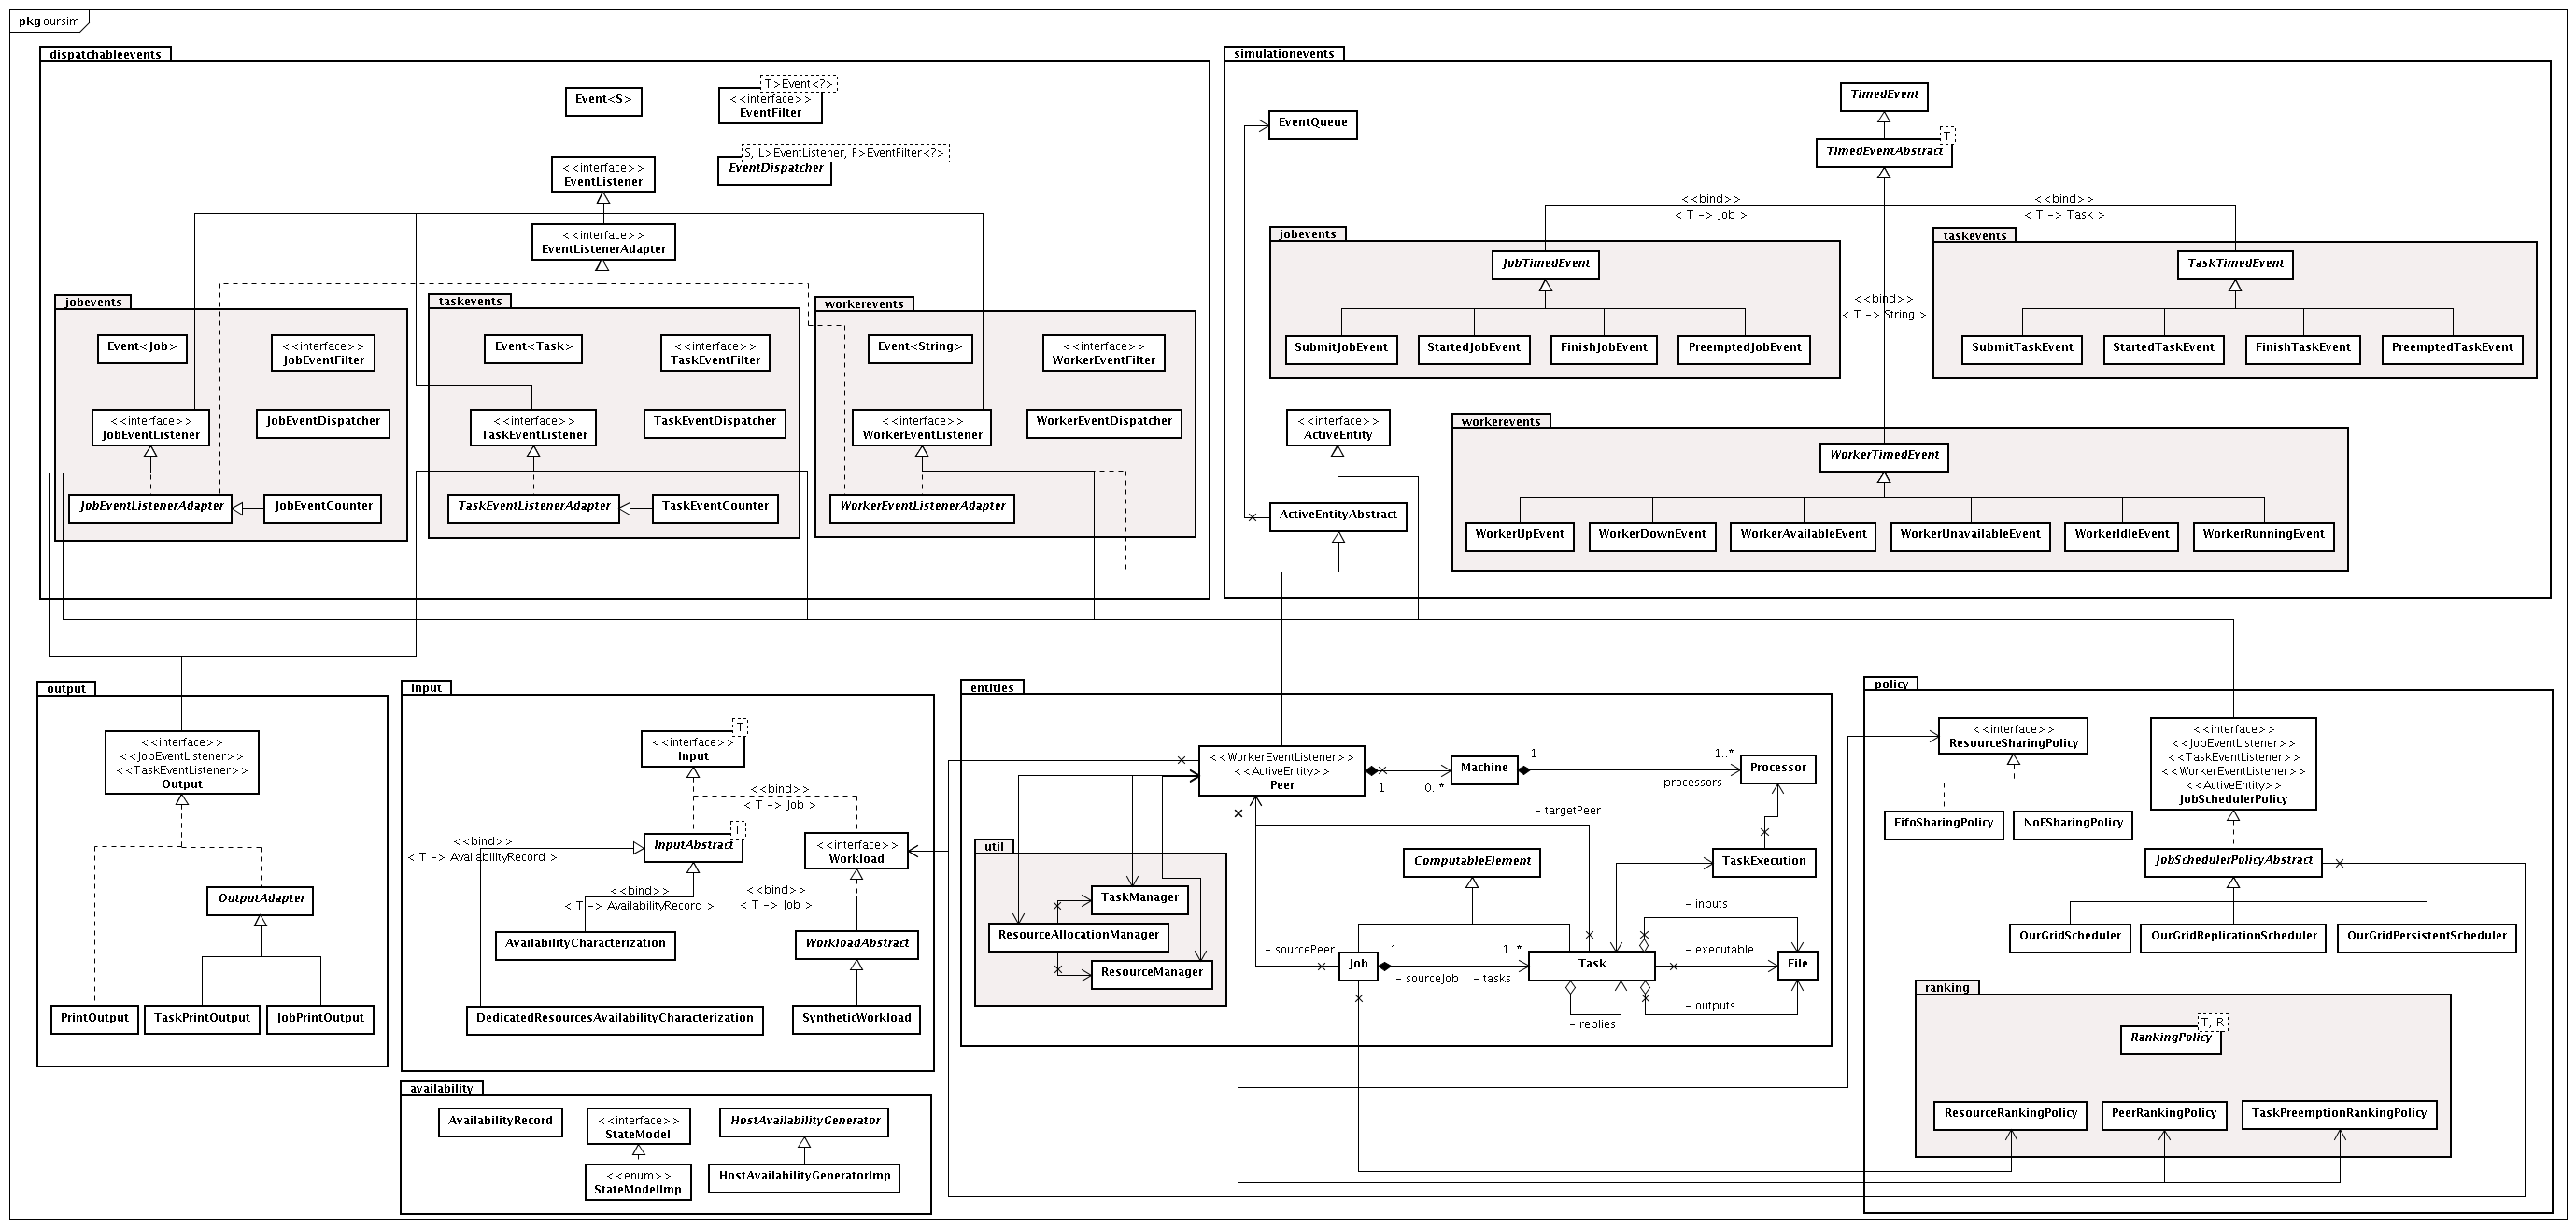 pkg oursim
dispatchableevents
Event<S>
T>Event<?>
<<interface>>
EventFilter
<<interface>>
EventListener
S, L>EventListener, F>EventFilter<?>
EventDispatcher
<<interface>>
EventListenerAdapter
jobevents
Event<Job>
<<interface>>
JobEventFilter
<<interface>>
JobEventListener
JobEventDispatcher
JobEventListenerAdapter
JobEventCounter
taskevents
Event<Task>
<<interface>>
TaskEventFilter
<<interface>>
TaskEventListener
TaskEventDispatcher
TaskEventListenerAdapter
TaskEventCounter
workerevents
Event<String>
<<interface>>
WorkerEventFilter
<<interface>>
WorkerEventListener
WorkerEventDispatcher
WorkerEventListenerAdapter
simulationevents
EventQueue
TimedEvent
T
TimedEventAbstract
<<bind>>
< T -> Job >
<<bind>>
< T -> Task >
<<bind>>
< T -> String >
jobevents
JobTimedEvent
SubmitJobEvent
StartedJobEvent
FinishJobEvent
PreemptedJobEvent
taskevents
TaskTimedEvent
SubmitTaskEvent
StartedTaskEvent
FinishTaskEvent
PreemptedTaskEvent
<<interface>>
ActiveEntity
ActiveEntityAbstract
workerevents
WorkerTimedEvent
WorkerUpEvent
WorkerDownEvent
WorkerAvailableEvent
WorkerUnavailableEvent
WorkerIdleEvent
WorkerRunningEvent
output
<<interface>>
<<JobEventListener>>
<<TaskEventListener>>
Output
OutputAdapter
PrintOutput
TaskPrintOutput
JobPrintOutput
input
T
<<interface>>
Input
<<bind>>
< T -> Job >
<<bind>>
< T -> AvailabilityRecord >
T
InputAbstract
<<interface>>
Workload
<<bind>>
< T -> AvailabilityRecord >
<<bind>>
< T -> Job >
AvailabilityCharacterization
WorkloadAbstract
DedicatedResourcesAvailabilityCharacterization
SyntheticWorkload
availability
AvailabilityRecord
<<interface>>
StateModel
<<enum>>
StateModelImp
HostAvailabilityGenerator
HostAvailabilityGeneratorImp
entities
<<WorkerEventListener>>
<<ActiveEntity>>
Peer
1
0..*
Machine
1
1..*
- processors
Processor
- targetPeer
util
TaskManager
ResourceAllocationManager
ResourceManager
ComputableElement
TaskExecution
- sourcePeer
Job
1
1..*
- sourceJob
- tasks
Task
- inputs
- executable
- outputs
- replies
File
policy
<<interface>>
ResourceSharingPolicy
FifoSharingPolicy
NoFSharingPolicy
<<interface>>
<<JobEventListener>>
<<TaskEventListener>>
<<WorkerEventListener>>
<<ActiveEntity>>
JobSchedulerPolicy
JobSchedulerPolicyAbstract
OurGridScheduler
OurGridReplicationScheduler
OurGridPersistentScheduler
ranking
T, R
RankingPolicy
ResourceRankingPolicy
PeerRankingPolicy
TaskPreemptionRankingPolicy